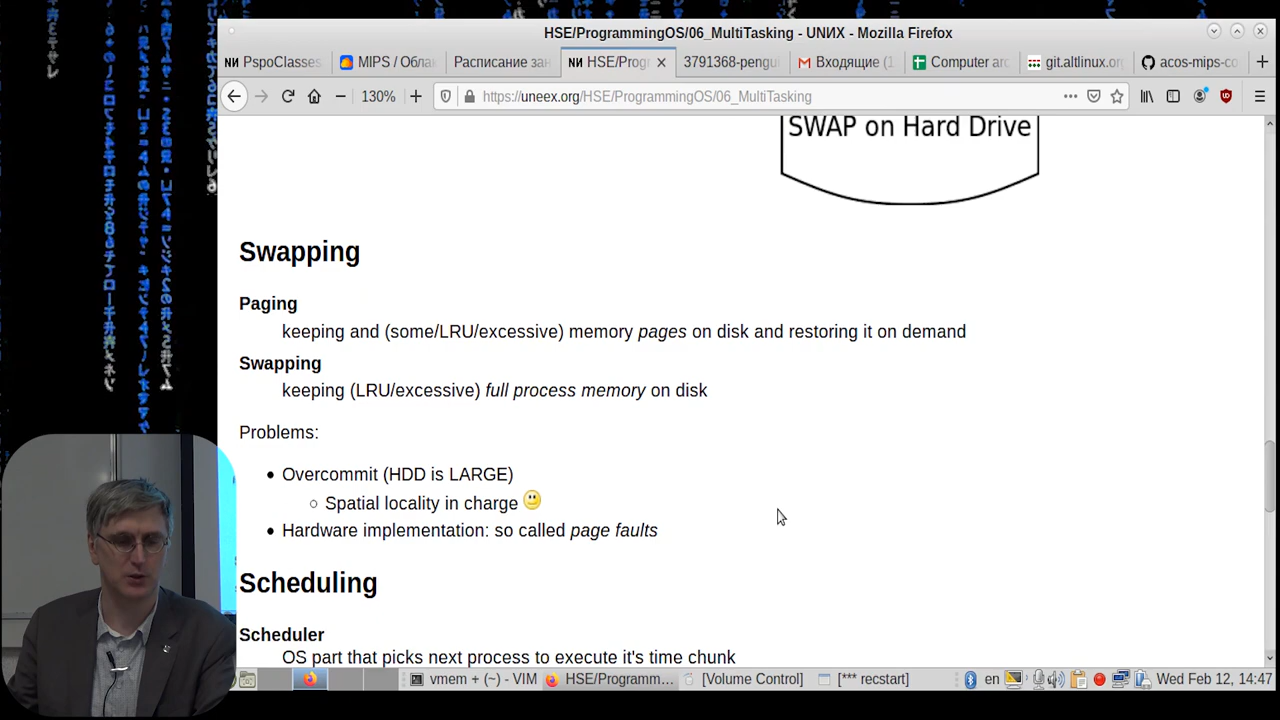 HSE/ProgrammingOS/06_MultiTasking - UNИX - Mozilla Firefox
PspoClasses
MIPS / Обла
Расписание зан
HSE/Prog
3791368-pengu
Входящие (1
Computer arc
git.altlinux.org
acos-mips-co
130%
https://uneex.org/HSE/ProgrammingOS/06_MultiTasking
SWAP on Hard Drive
Swapping
Paging
keeping and (some/LRU/excessive) memory pages on disk and restoring it on demand
Swapping
keeping (LRU/excessive) full process memory on disk
Problems:
Overcommit (HDD is LARGE)
Spatial locality in charge
Hardware implementation: so called page faults
Scheduling
Scheduler
OS part that picks next process to execute it's time chunk
vmem + (~) - VIM
HSE/Programm...
[Volume Control]
[*** recstart)
en
Wed Feb 12, 14:47